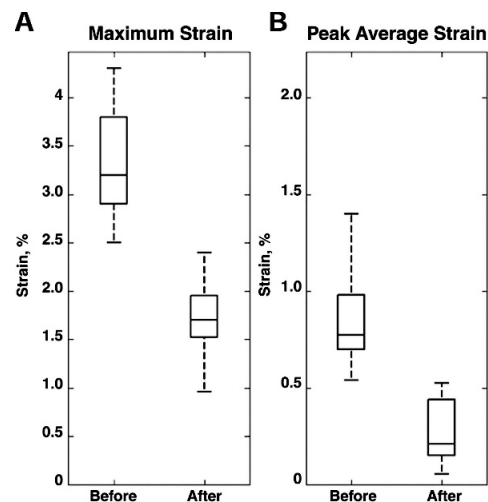 A
Maximum Strain
Strain, %
4
3.5
3.0
2.5
2.0
1.5
1.0
0.5
0
Before After
B
Peak Average Strain
Strain, %
2.0
1.5
1.0
0.5
0
Before After